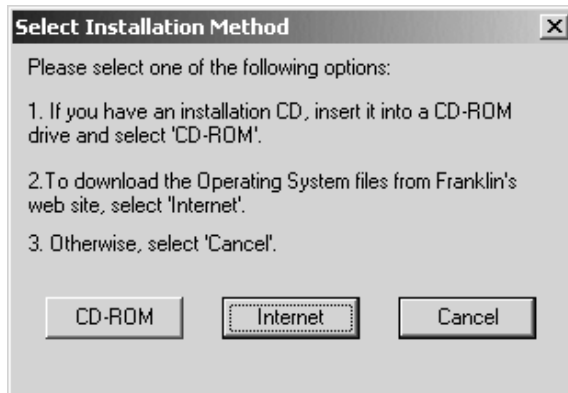 Select Installation Method
Please select one of the following options:
1. If you have an installation CD, insert it into a CD-ROM
drive and select 'CD-ROM'.
2.To download the Operating System files from Franklin's
web site, select 'Internet'.
3. Otherwise, select 'Cancel'.
CD-ROM Internet Cancel